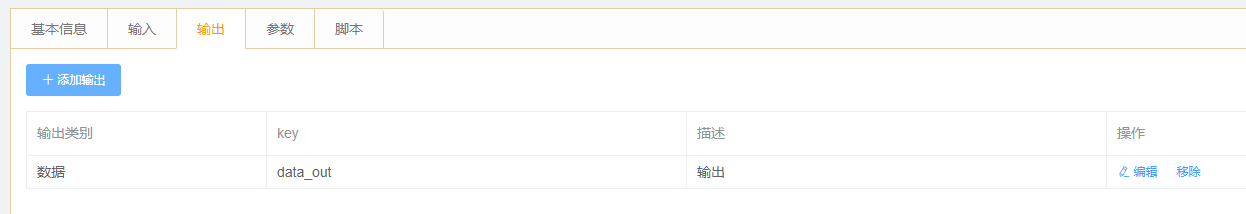 基本信息 输入 输出 参数 脚本
添加输出
输出类别 key 描述 操作
数据 data_out 输出 编辑 移除